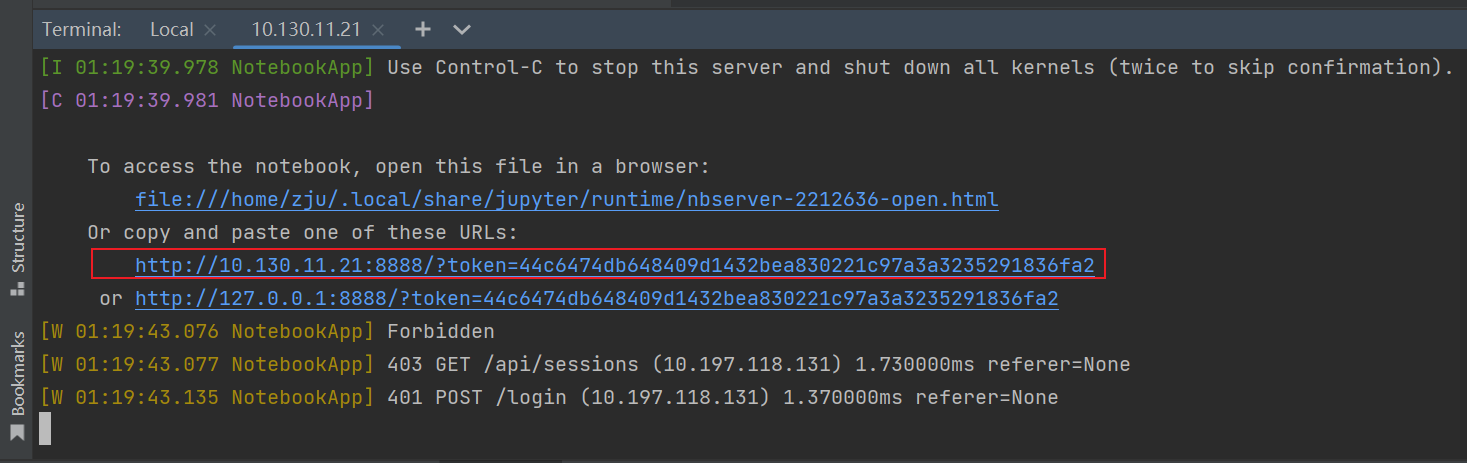 Terminal: Local × 10.130.11.21 × +
[I 01:19:39.978 NotebookApp] Use Control-C to stop this server and shut down all kernels (twice to skip confirmation).
[C 01:19:39.981 NotebookApp]
To access the notebook, open this file in a browser:
file:///home/zju/.local/share/jupyter/runtime/nbserver-2212636-open.html
Or copy and paste one of these URLs:
http://10.130.11.21:8888/?token=44c6474db648409d1432bea830221c97a3a3235291836fa2
or http://127.0.0.1:8888/?token=44c6474db648409d1432bea830221c97a3a3235291836fa2
[W 01:19:43.076 NotebookApp] Forbidden
[W 01:19:43.077 NotebookApp] 403 GET /api/sessions (10.197.118.131) 1.730000ms referer=None
[W 01:19:43.135 NotebookApp] 401 POST /login (10.197.118.131) 1.370000ms referer=None
Structure
Bookmarks